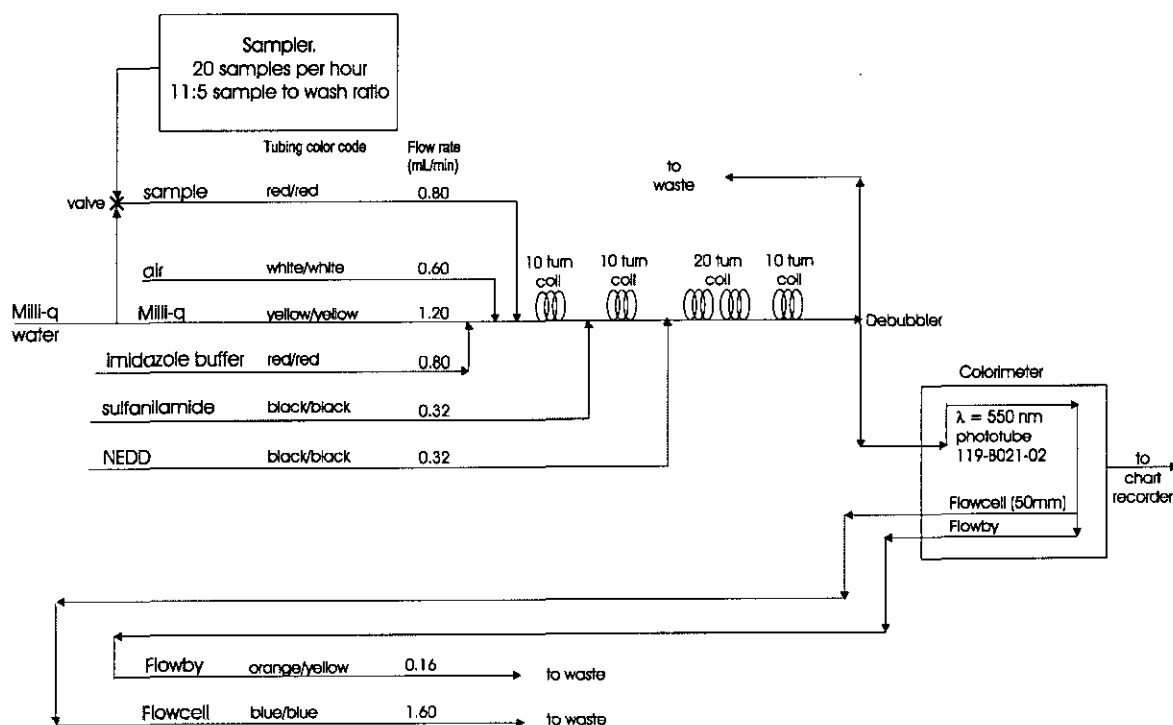 Sampler.
20 samples per hour
11:5 sample to wash ratio
Tubing color code
Flow rate
(mL/min)
to
waste
valve
sample red/red 0.80
10 turn
coil
10 turn
coil
20 turn
coil
10 turn
coil
air white/white 0.60
Milli-q
water
Milli-q yellow/yellow 1.20
Debubbler
imidazole buffer red/red 0.80
Colorimeter
sulfanilamide black/black 0.32
λ = 550 nm
phototube
119-B021-02
NEDD black/black 0.32
to
chart
recorder
Flowcell (50mm)
Flowby
Flowby orange/yellow 0.16 to waste
Flowcell blue/blue 1.60 to waste